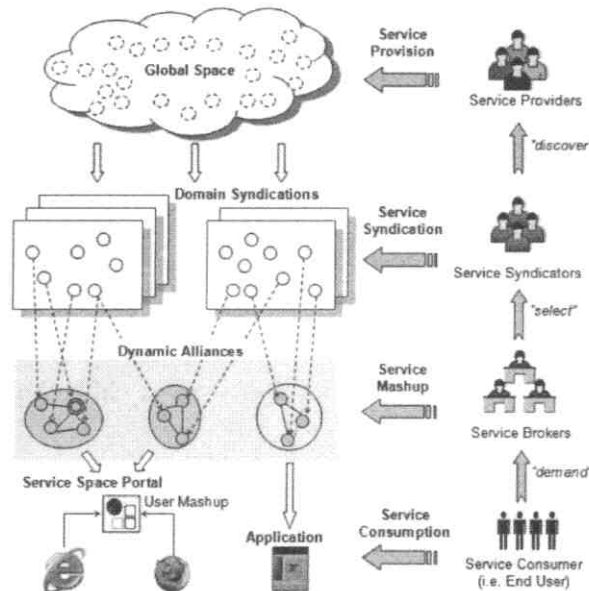 Global Space
Service
Provision
Service Providers
"discover
Domain Syndications
Service
Syndication
Service Syndicators
"select"
Dynamic Alliances
Service
Mashup
Service Brokers
"demand"
Service Space Portal
User Mashup
Application
Service
Consumption
Service Consumer
(i.e. End User)